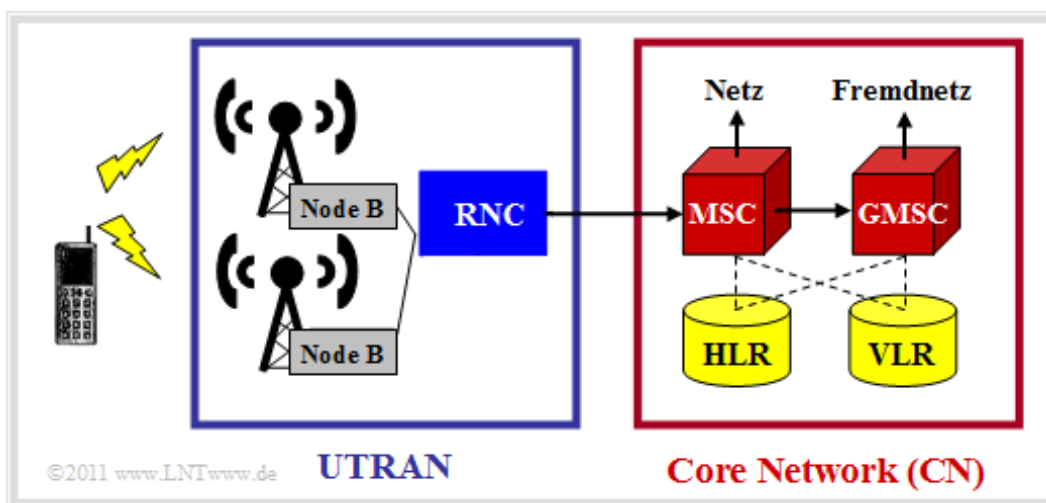 Netz
Fremdnetz
Node B
RNC
MSC
GMSC
Node B
HLR
VLR
©2011 www.LNTwww.de
UTRAN
Core Network (CN)